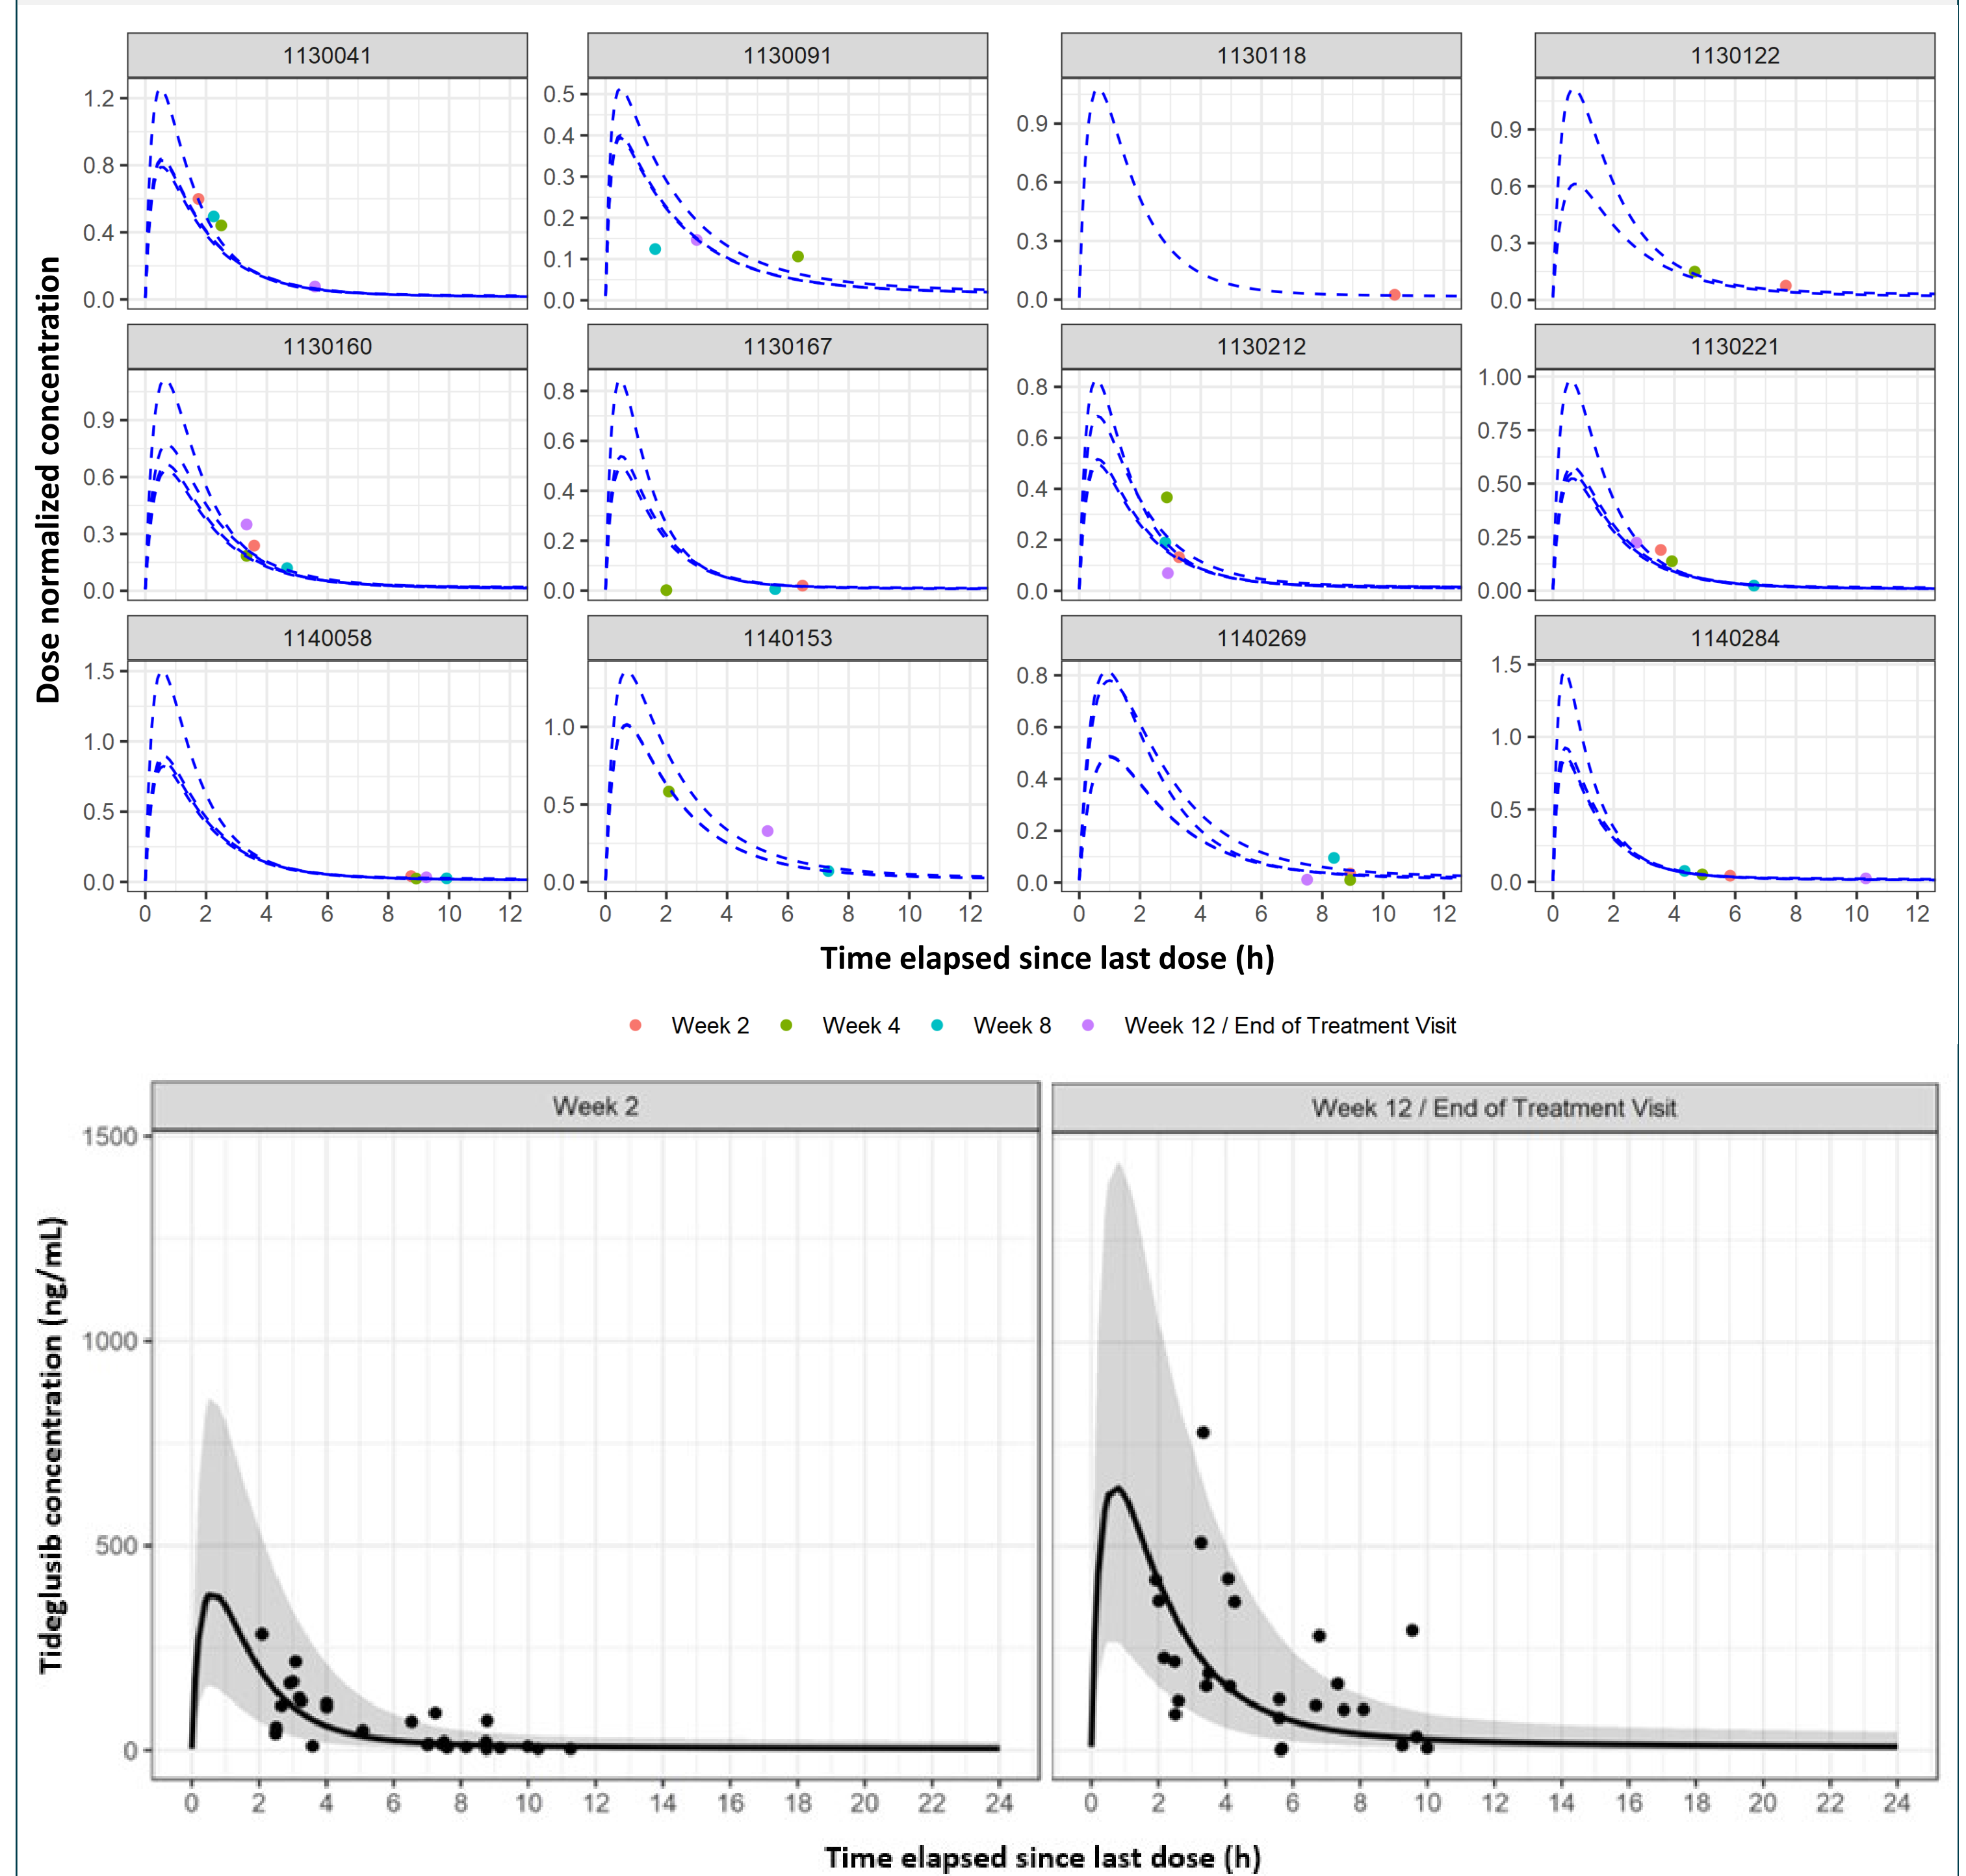 1130041 1130091 1130118 1130122
1.2 0.8 0.4 0.0
0.5 0.4 0.3 0.2 0.1 0.0
0.9 0.6 0.3 0.0
0.9 0.6 0.3 0.0
1130160 1130167 1130212 1130221
0.9 0.6 0.3 0.0
0.8 0.6 0.4 0.2 0.0
0.8 0.6 0.4 0.2 0.0
1.00 0.75 0.50 0.25 0.00
1140058 1140153 1140269 1140284
1.5 1.0 0.5 0.0
1.0 0.5 0.0
0.8 0.6 0.4 0.2 0.0
1.5 1.0 0.5 0.0
0 2 4 6 8 10 12 0 2 4 6 8 10 12 0 2 4 6 8 10 12 0 2 4 6 8 10 12
Dose normalized concentration
Time elapsed since last dose (h)
Week 2 Week 4 Week 8 Week 12 / End of Treatment Visit
Week 2 Week 12 / End of Treatment Visit
1500
1000
500
0
Tideglusib concentration (ng/mL)
0 2 4 6 8 10 12 14 16 18 20 22 24 0 2 4 6 8 10 12 14 16 18 20 22 24
Time elapsed since last dose (h)